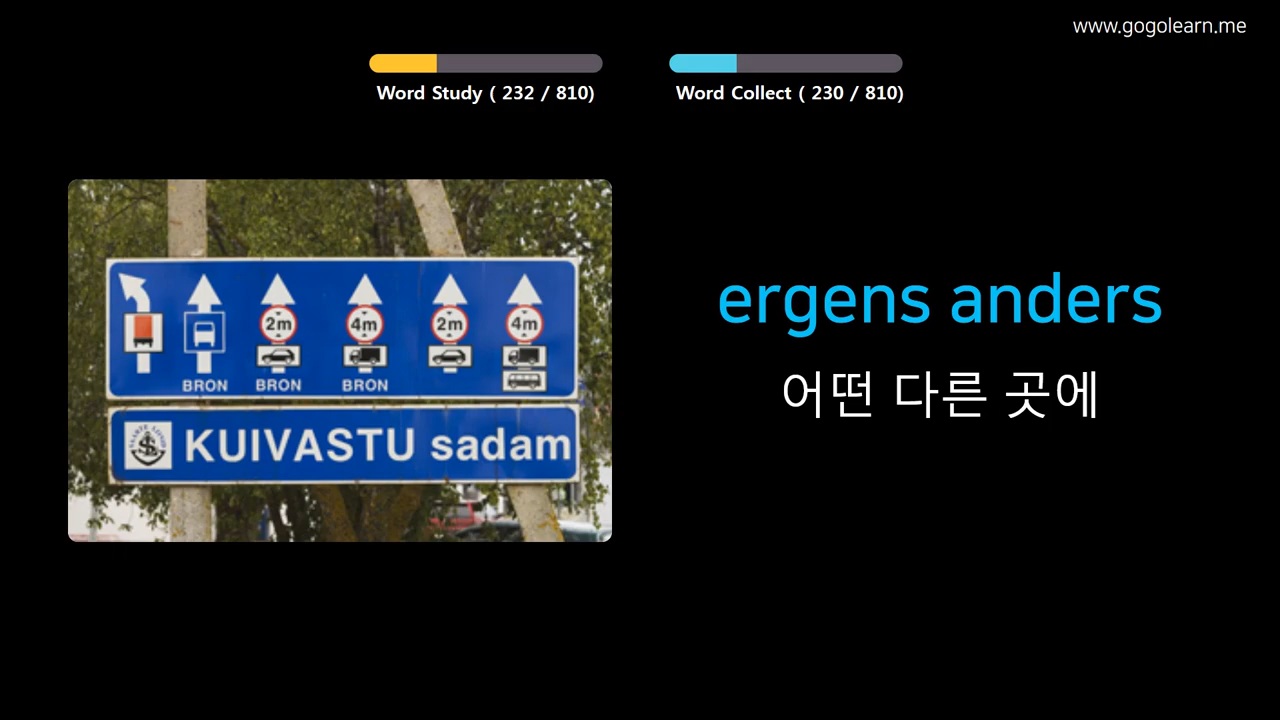 www.gogolearn.me
Word Study ( 232 / 810)
Word Collect ( 230 / 810)
2m 4m 2m 4m
BRON BRON BRON
KUIVASTU sadam
ergens anders
어떤 다른 곳에